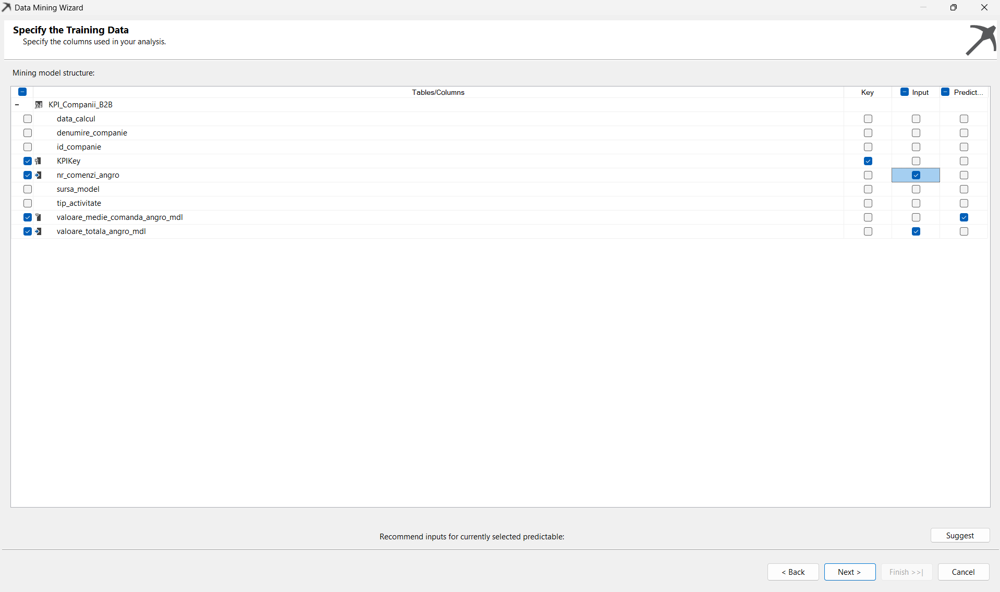 Data Mining Wizard
Specify the Training Data
Specify the columns used in your analysis.
Mining model structure:
Tables/Columns Key Input Predict...
KPI_Companii_B2B
data_calcul
denumire_companie
id_companie
KPIKey
nr_comenzi_angro
sursa_model
tip_activitate
valoare_medie_comanda_angro_mdl
valoare_totala_angro_mdl
Recommend inputs for currently selected predictable:
Suggest
< Back Next > Finish >>| Cancel